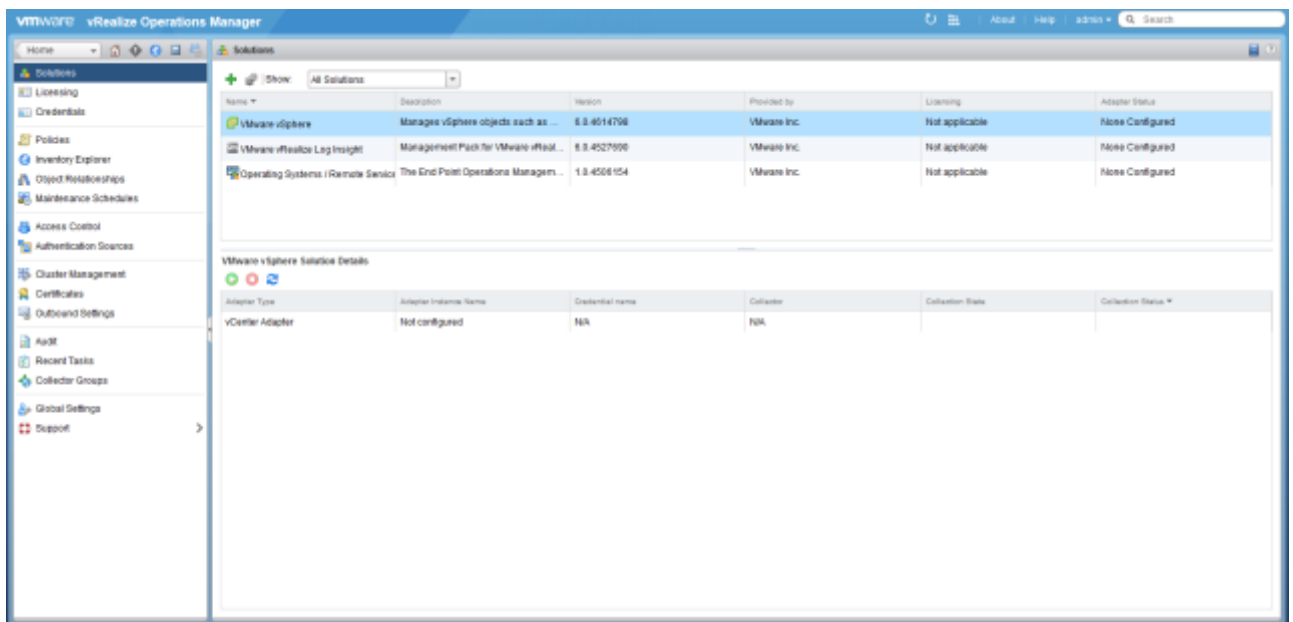 vmware vRealize Operations Manager
About Help admin Search
Home
Solutions
Licensing
Credentials
Policies
Inventory Explorer
Object Relationships
Maintenance Schedules
Access Control
Authentication Sources
Cluster Management
Certificates
Outbound Settings
Audit
Recent Tasks
Collector Groups
Global Settings
Support
Solutions
Show: All Solutions
Name Description Version Provided by Licensing Adapter Status
VMware vSphere Manages vSphere objects such as ... 6.0.4614798 VMware Inc. Not applicable None Configured
VMware vRealize Log Insight Management Pack for VMware vReal... 6.0.4527690 VMware Inc. Not applicable None Configured
Operating Systems / Remote Service The End Point Operations Managem... 1.0.4506154 VMware Inc. Not applicable None Configured
VMware vSphere Solution Details
Adapter Type Adapter Instance Name Credential name Collector Collection State Collection Status
vCenter Adapter Not configured N/A N/A